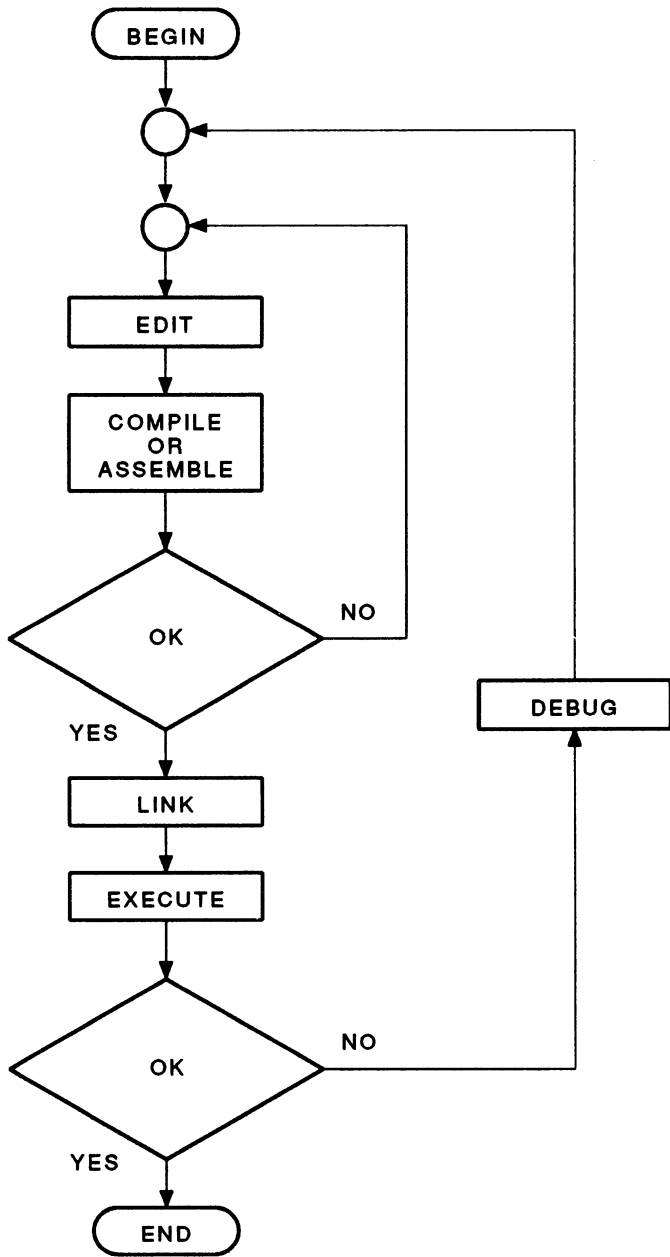 BEGIN
EDIT
COMPILE
OR
ASSEMBLE
OK
NO
YES
DEBUG
LINK
EXECUTE
OK
NO
YES
END